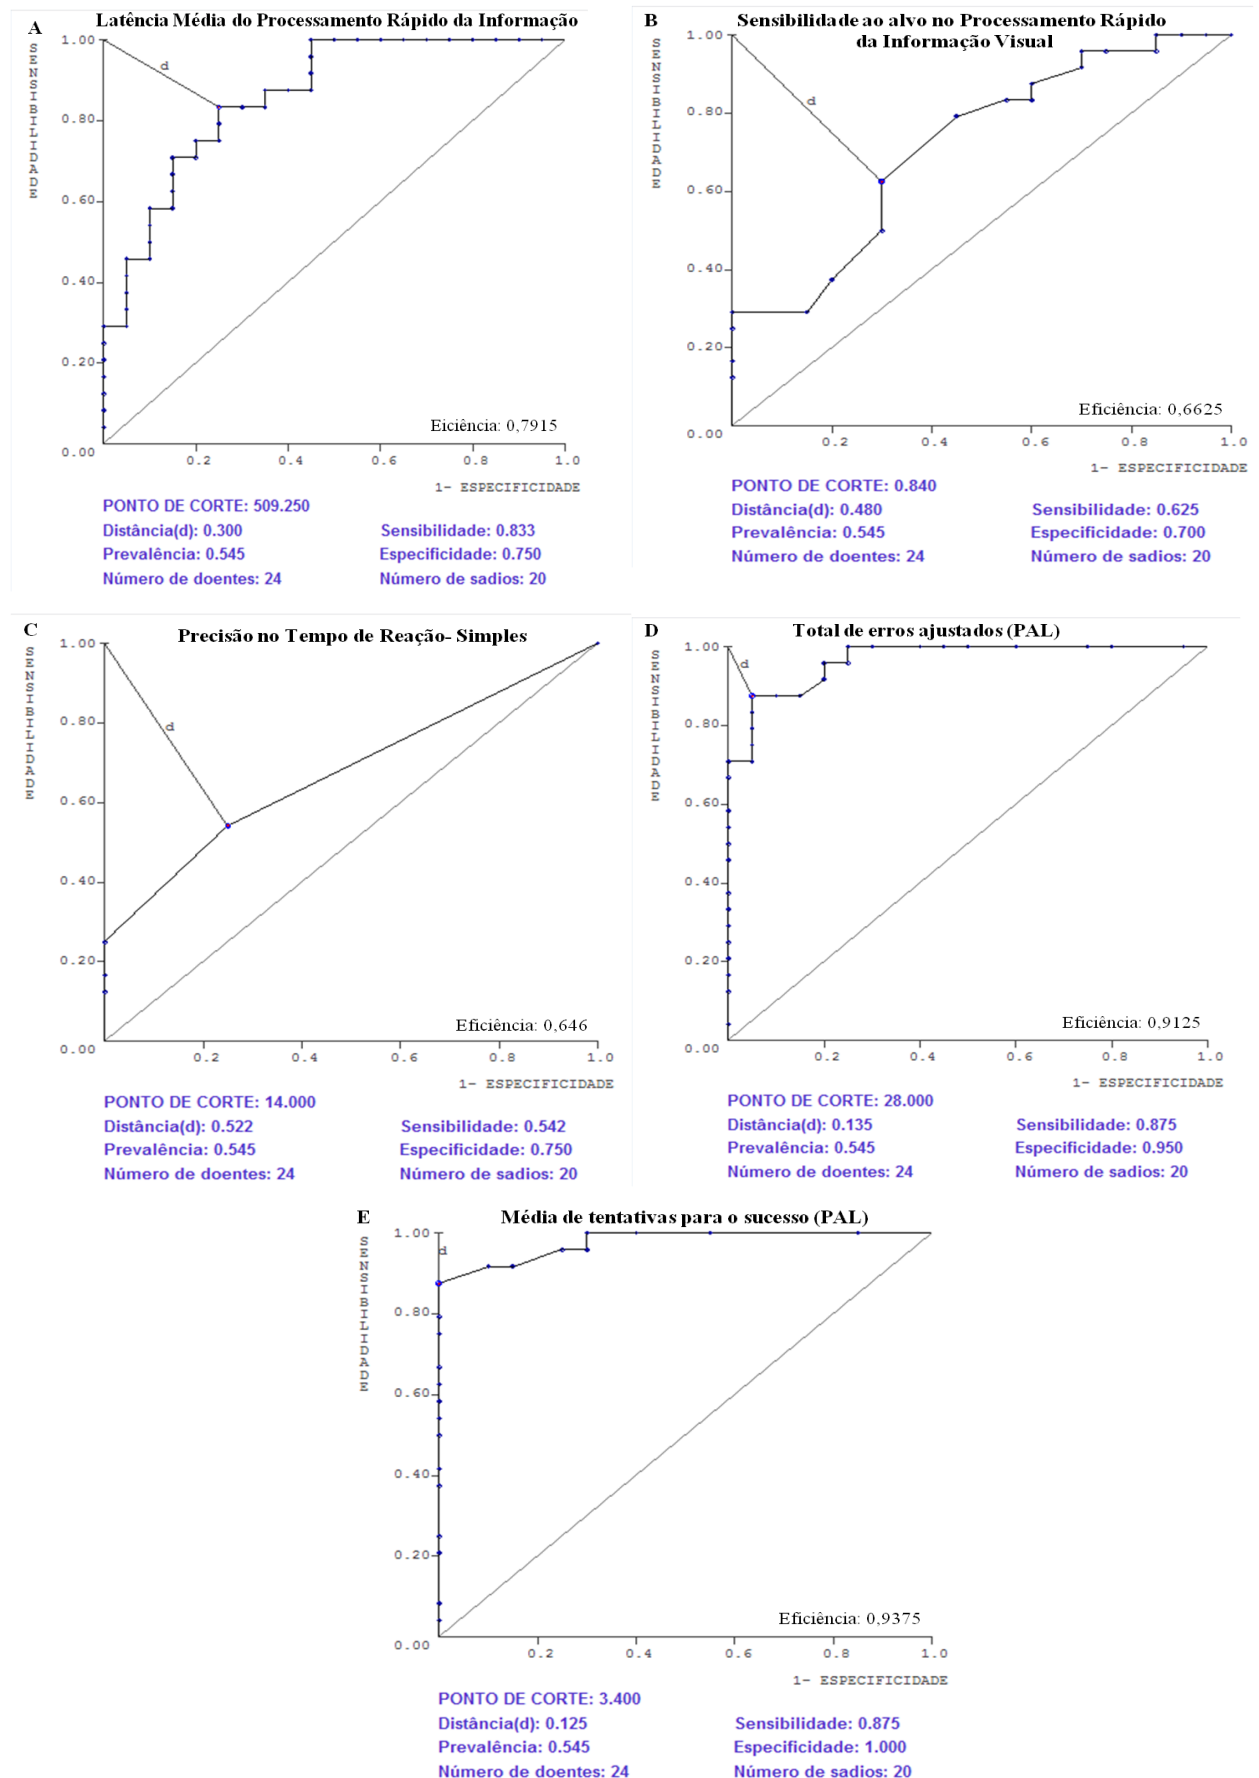 A
Latência Média do Processamento Rápido da Informação
SENSIBILIDADE
1.00
0.80
0.60
0.40
0.20
0.00
d
Eiciência: 0,7915
0.2 0.4 0.6 0.8 1.0
1- ESPECIFICIDADE
PONTO DE CORTE: 509.250
Distância(d): 0.300 Sensibilidade: 0.833
Prevalência: 0.545 Especificidade: 0.750
Número de doentes: 24 Número de sadios: 20
B
Sensibilidade ao alvo no Processamento Rápido
da Informação Visual
SENSIBILIDADE
1.00
0.80
0.60
0.40
0.20
0.00
d
Eficiência: 0,6625
0.2 0.4 0.6 0.8 1.0
1- ESPECIFICIDADE
PONTO DE CORTE: 0.840
Distância(d): 0.480 Sensibilidade: 0.625
Prevalência: 0.545 Especificidade: 0.700
Número de doentes: 24 Número de sadios: 20
C
Precisão no Tempo de Reação- Simples
SENSIBILIDADE
1.00
0.80
0.60
0.40
0.20
0.00
d
Eficiência: 0,646
0.2 0.4 0.6 0.8 1.0
1- ESPECIFICIDADE
PONTO DE CORTE: 14.000
Distância(d): 0.522 Sensibilidade: 0.542
Prevalência: 0.545 Especificidade: 0.750
Número de doentes: 24 Número de sadios: 20
D
Total de erros ajustados (PAL)
SENSIBILIDADE
1.00
0.80
0.60
0.40
0.20
0.00
d
Eficiência: 0,9125
0.2 0.4 0.6 0.8 1.0
1- ESPECIFICIDADE
PONTO DE CORTE: 28.000
Distância(d): 0.135 Sensibilidade: 0.875
Prevalência: 0.545 Especificidade: 0.950
Número de doentes: 24 Número de sadios: 20
E
Média de tentativas para o sucesso (PAL)
SENSIBILIDADE
1.00
0.80
0.60
0.40
0.20
0.00
d
Eficiência: 0,9375
0.2 0.4 0.6 0.8 1.0
1- ESPECIFICIDADE
PONTO DE CORTE: 3.400
Distância(d): 0.125 Sensibilidade: 0.875
Prevalência: 0.545 Especificidade: 1.000
Número de doentes: 24 Número de sadios: 20